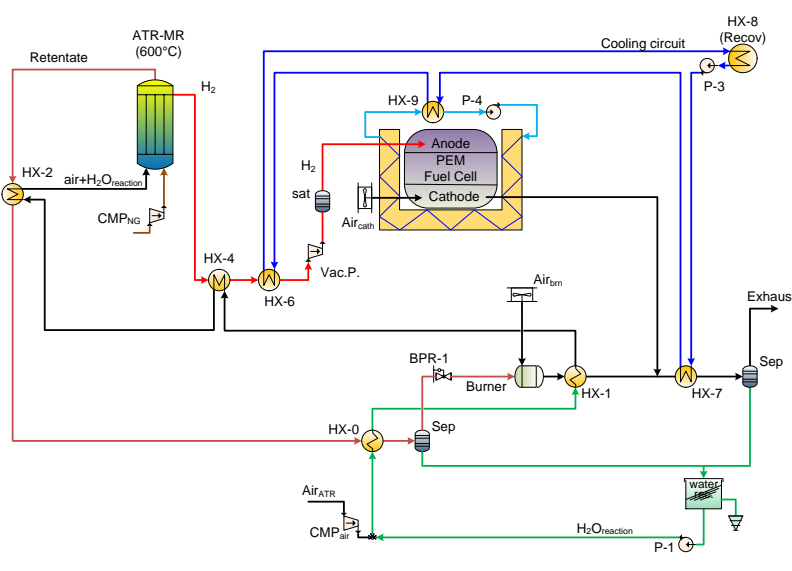 HX-8
(Recov)
ATR-MR
(600°C)
Cooling circuit
Retentate
P-3
H2
HX-9
P-4
Anode
PEM
Fuel Cell
Cathode
H2
HX-2
air+H2Oreaction
sat
CMPNG
Aircath
HX-4
Vac.P.
HX-6
Airbrn
Exhaus
BPR-1
Sep
Burner
HX-1
HX-7
HX-0
Sep
water
res.
AirATR
CMPair
H2Oreaction
P-1